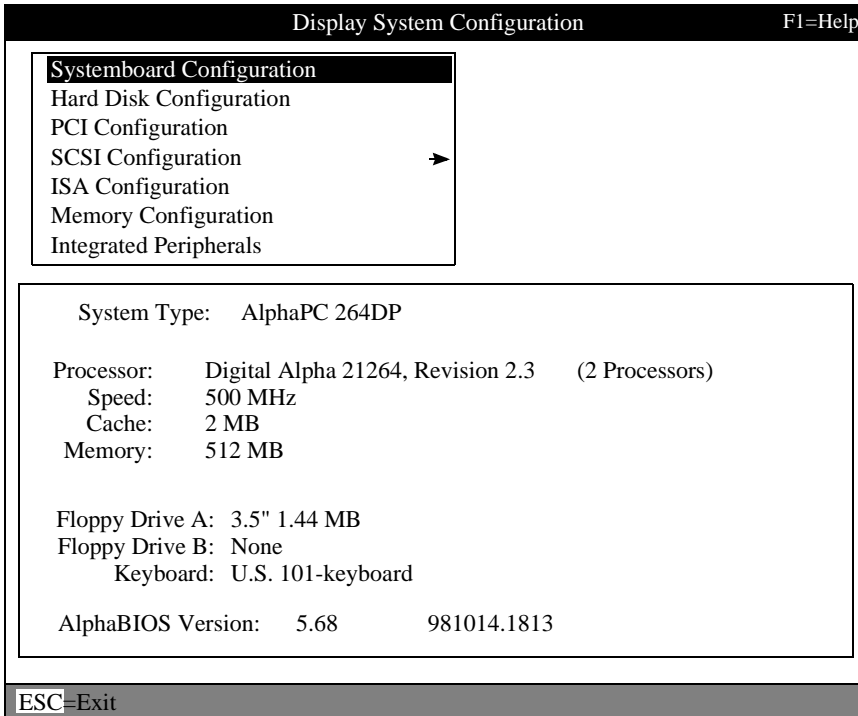 Display System Configuration F1=Help
Systemboard Configuration
Hard Disk Configuration
PCI Configuration
SCSI Configuration
ISA Configuration
Memory Configuration
Integrated Peripherals
System Type: AlphaPC 264DP
Processor: Digital Alpha 21264, Revision 2.3 (2 Processors)
Speed: 500 MHz
Cache: 2 MB
Memory: 512 MB
Floppy Drive A: 3.5" 1.44 MB
Floppy Drive B: None
Keyboard: U.S. 101-keyboard
AlphaBIOS Version: 5.68 981014.1813
ESC=Exit